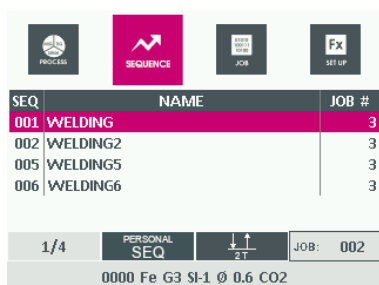 PROCESS SEQUENCE JOB Fx SET UP
SEQ NAME JOB #
001 WELDING 3
002 WELDING2 3
005 WELDING5 3
006 WELDING6 3
1/4 PERSONAL SEQ 2T JOB: 002
0000 Fe G3 SI-1 Ø 0.6 CO2